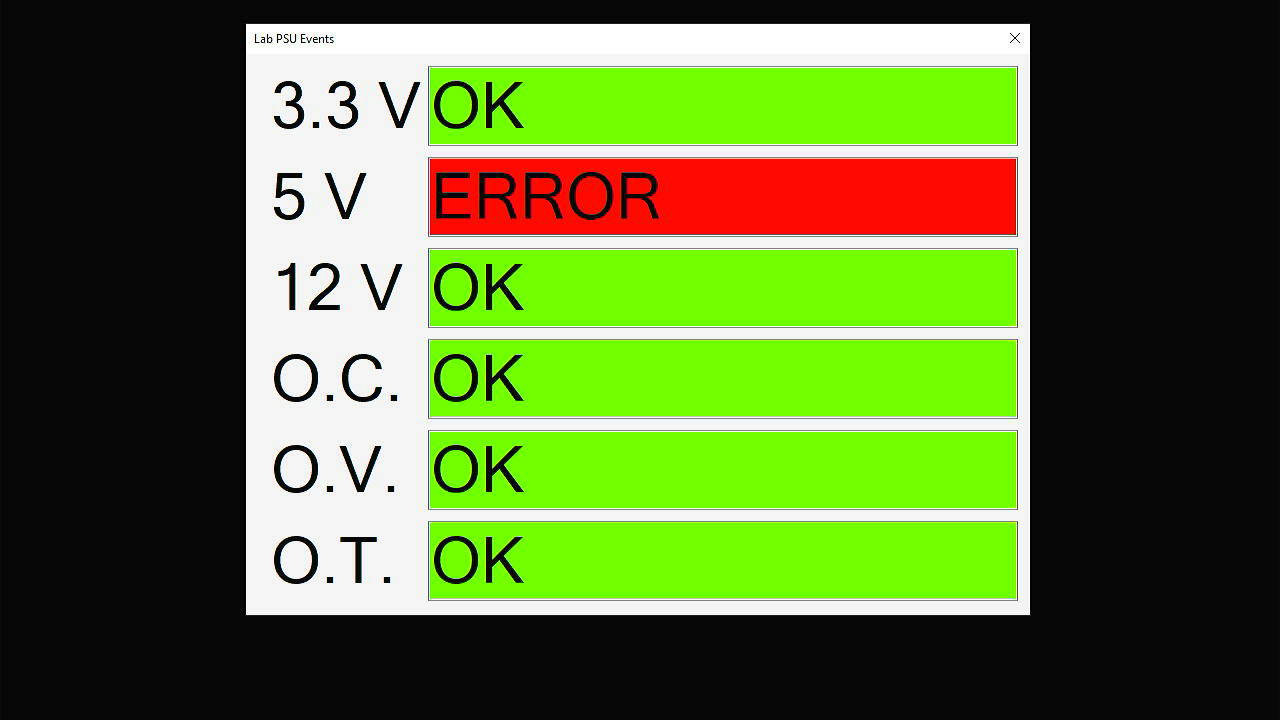 Lab PSU Events
3.3 V OK
5 V ERROR
12 V OK
O.C. OK
O.V. OK
O.T. OK